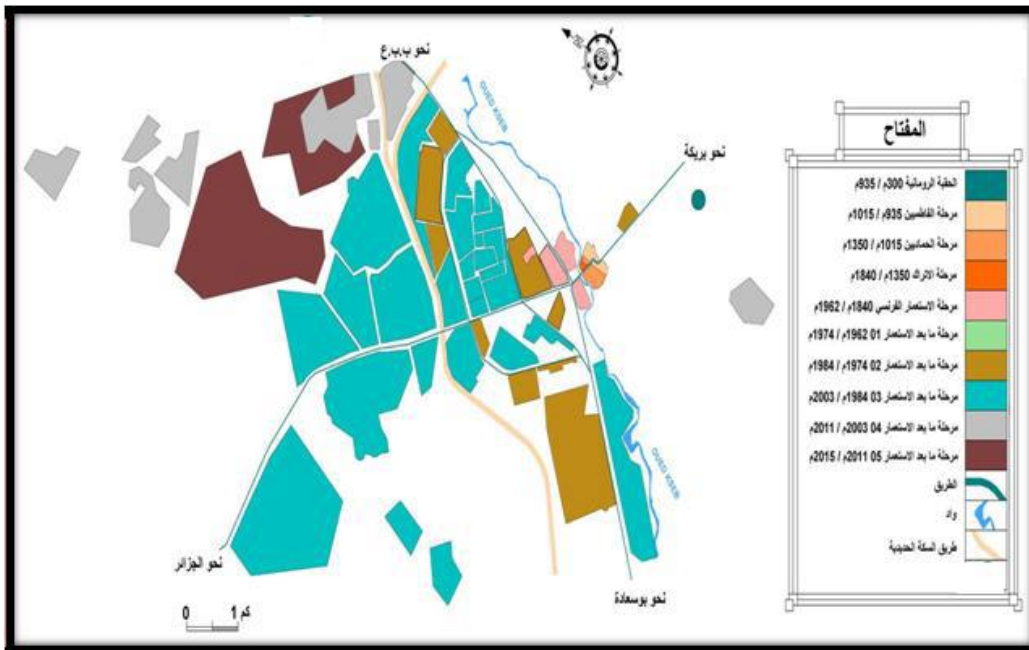 نحو ب.ب.ع
OUED KSEB
نحو بريكة
OUED KSEB
نحو الجزائر
نحو بوسعادة
0 1 كم
المفتاح
الحقبة الرومانية 300م / 935م
مرحلة الفاطميين 935م / 1015م
مرحلة الحماديين 1015م / 1350م
مرحلة الاتراك 1350م / 1840م
مرحلة الاستعمار الفرنسي 1840م / 1962م
مرحلة ما بعد الاستعمار 01 1962م / 1974م
مرحلة ما بعد الاستعمار 02 1974م / 1984م
مرحلة ما بعد الاستعمار 03 1984م / 2003م
مرحلة ما بعد الاستعمار 04 2003م / 2011م
مرحلة ما بعد الاستعمار 05 2011م / 2015م
الطريق
واد
طريق السكة الحديدية